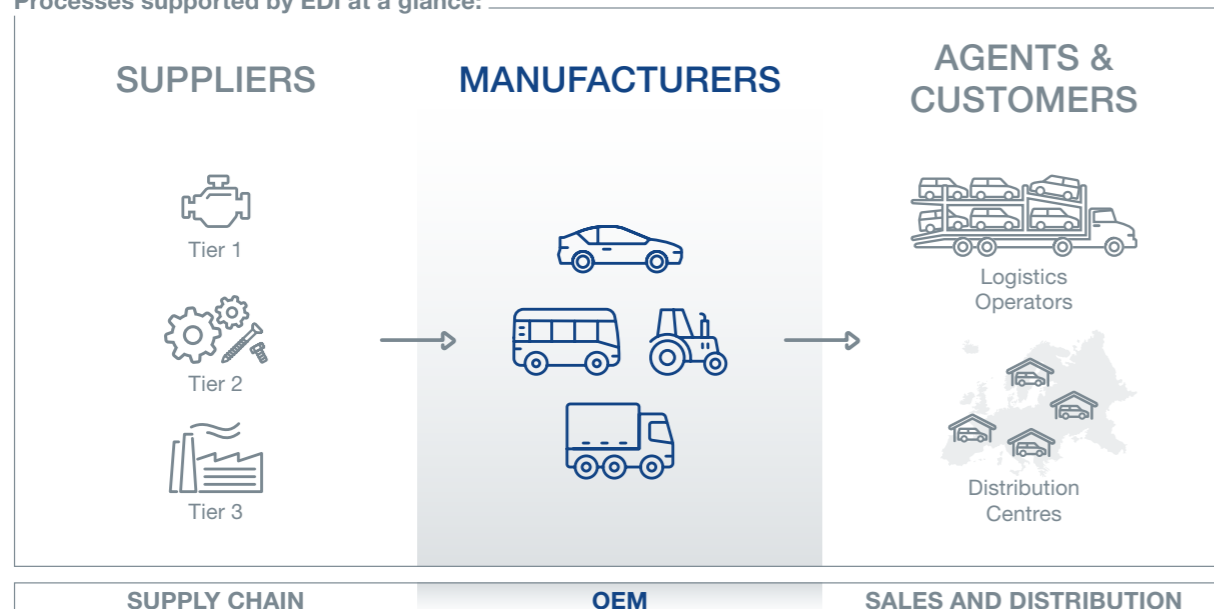 Processes supported by EDI at a glance:
SUPPLIERS
MANUFACTURERS
AGENTS &
CUSTOMERS
Tier 1
Tier 2
Tier 3
Logistics
Operators
Distribution
Centres
SUPPLY CHAIN
OEM
SALES AND DISTRIBUTION